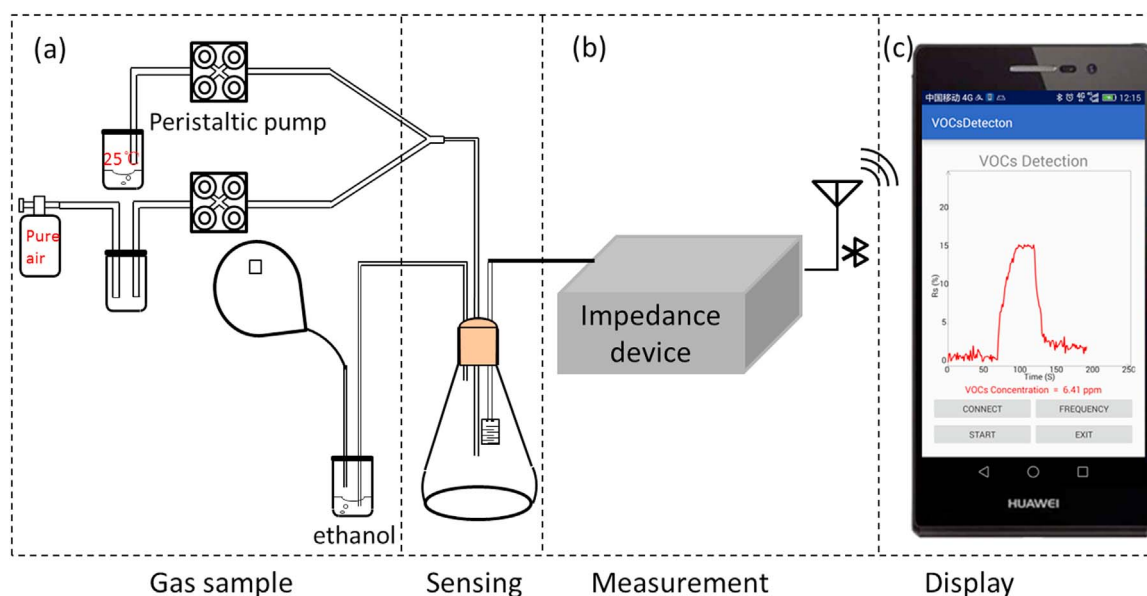 (a)
Peristaltic pump
25℃
Pure
air
ethanol
(b)
Impedance
device
(c)
中国移动 4G
12:15
VOCsDetecton
VOCs Detection
20
15
10
5
0
Rs (%)
0 50 100 150 200 250
Time (S)
VOCs Concentration = 6.41 ppm
CONNECT FREQUENCY
START EXIT
HUAWEI
Gas sample Sensing Measurement Display